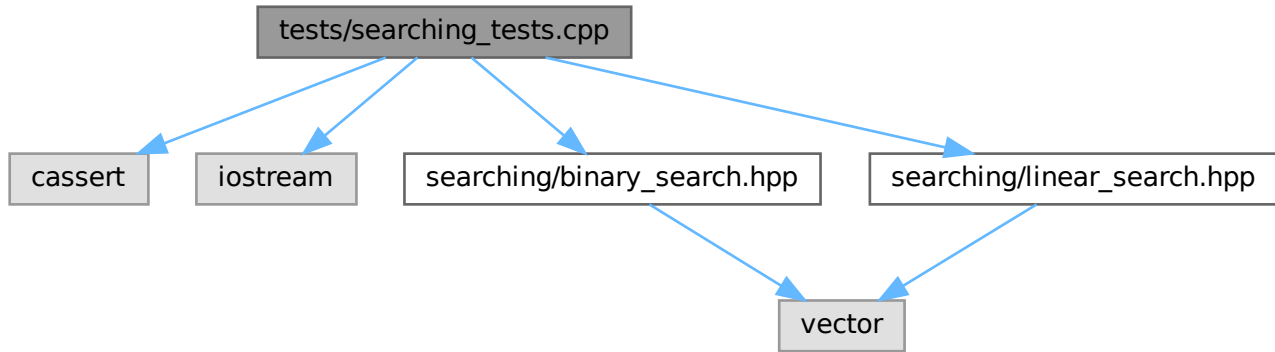 tests/searching_tests.cpp
cassert
iostream
searching/binary_search.hpp
searching/linear_search.hpp
vector